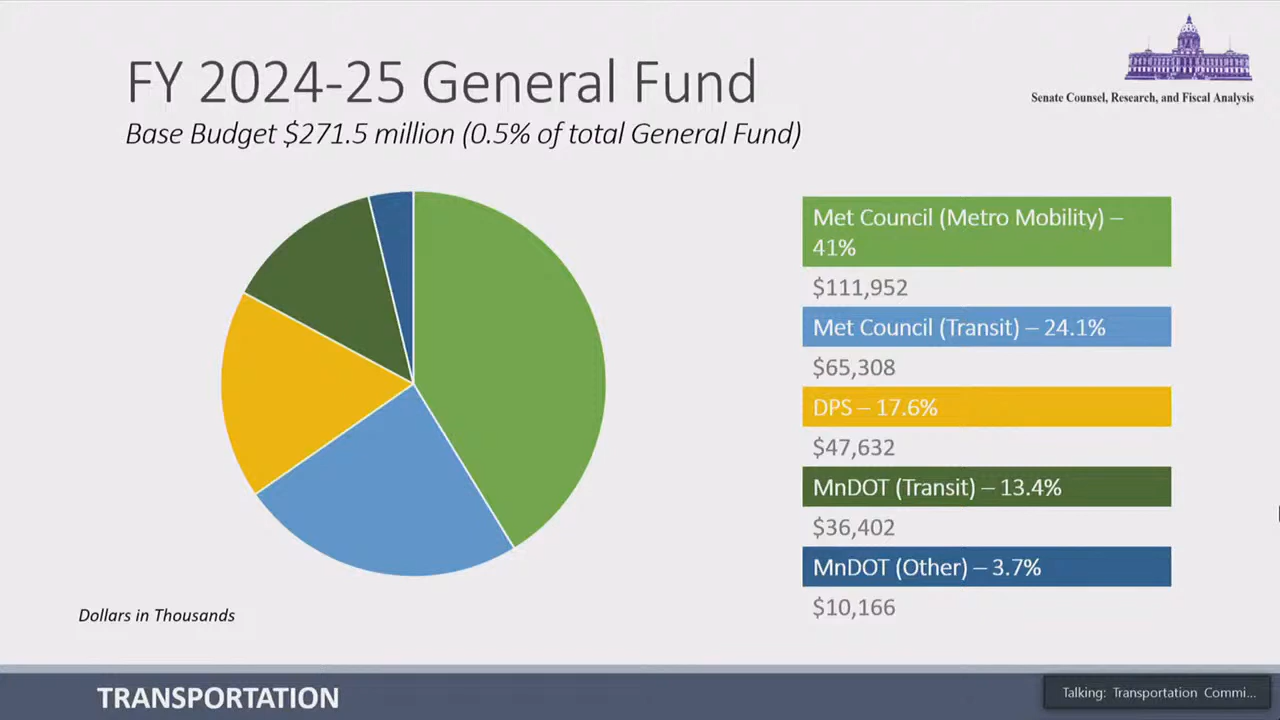 FY 2024-25 General Fund
Base Budget $271.5 million (0.5% of total General Fund)
Senate Counsel, Research, and Fiscal Analysis
Met Council (Metro Mobility) –
41%
$111,952
Met Council (Transit) – 24.1%
$65,308
DPS – 17.6%
$47,632
MnDOT (Transit) – 13.4%
$36,402
MnDOT (Other) – 3.7%
$10,166
Dollars in Thousands
TRANSPORTATION
Talking: Transportation Commi...